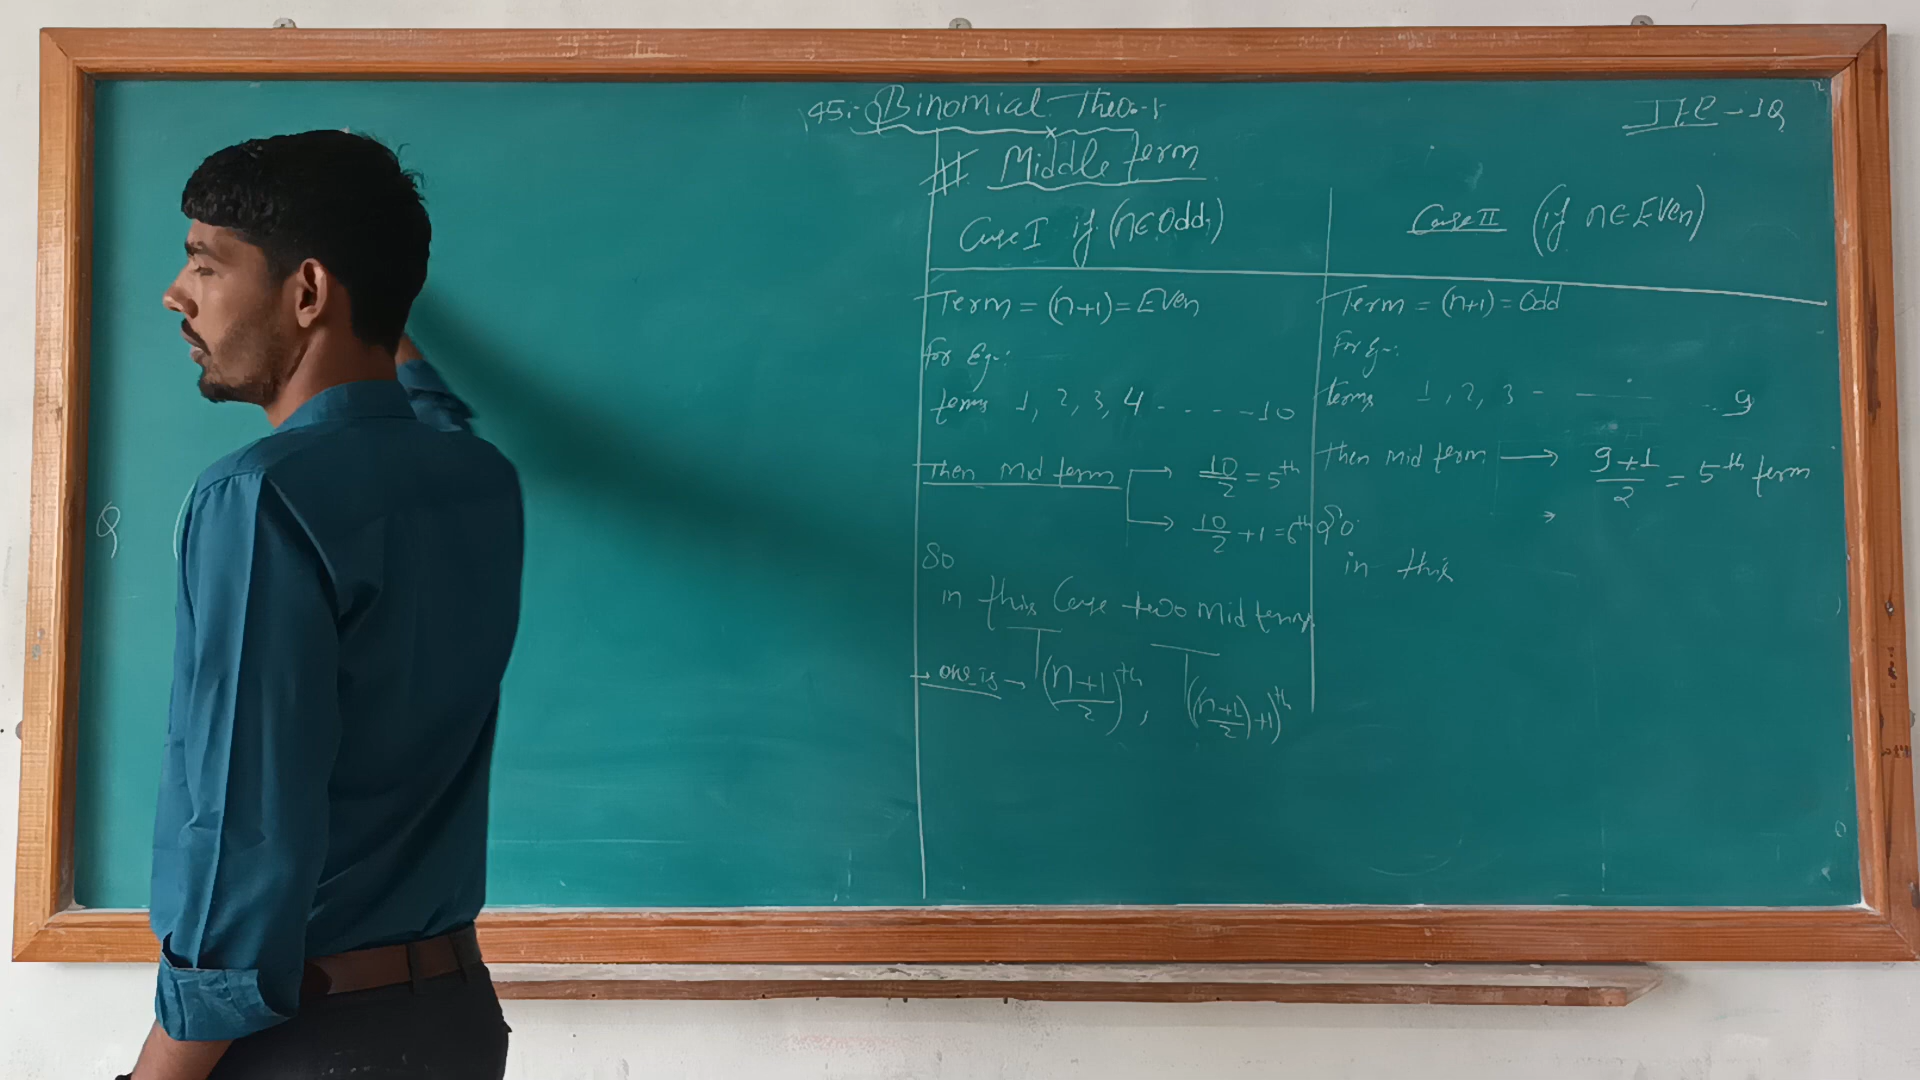 Binomial Theo
# Middle term
Case I if (n∈Odd)
Term = (n+1) = Even
for Eg-:
terms 1, 2, 3, 4 - - - - 10
Then mid term → 10/2 = 5th
→ 10/2 + 1 = 6th
So
in this Case two mid terms
→ one is → (n+1/2)th , ((n+1/2)+1)th
Case II (if n∈Even)
Term = (n+1) = Odd
For Eg-:
terms 1, 2, 3 - 9
then mid term → 9+1/2 = 5th term
So
in this
Q